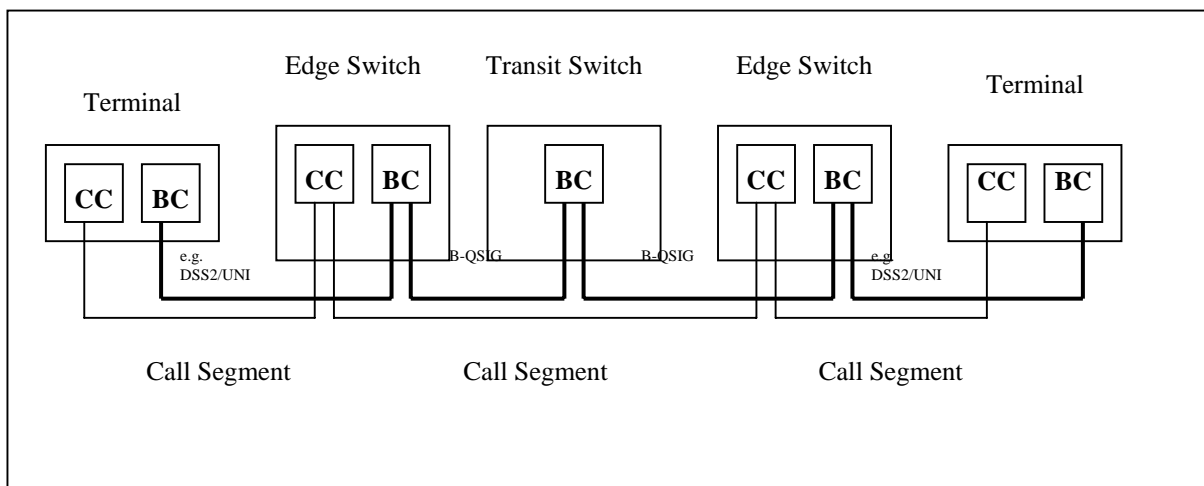 Edge Switch Transit Switch Edge Switch
Terminal Terminal
CC BC CC BC BC CC BC CC BC
e.g. B-QSIG B-QSIG e.g.
DSS2/UNI DSS2/UNI
Call Segment Call Segment Call Segment